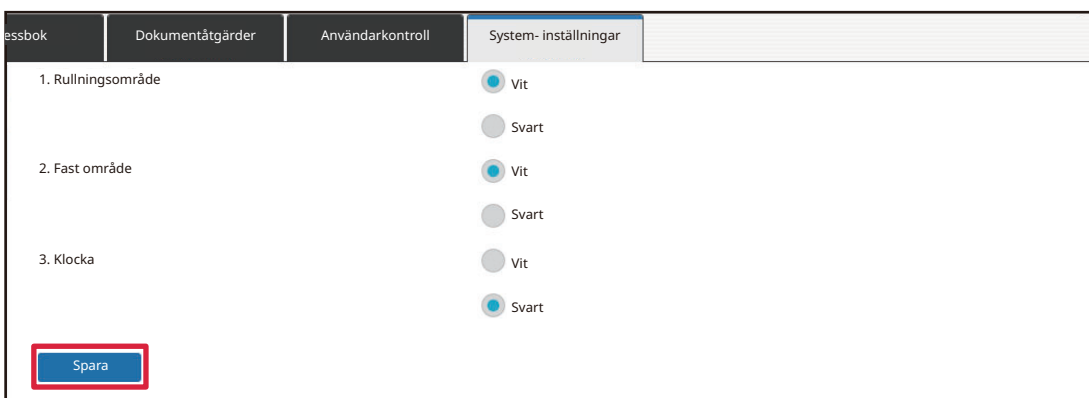 essbok Dokumentåtgärder Användarkontroll System- inställningar
1. Rullningsområde Vit
Svart
2. Fast område Vit
Svart
3. Klocka Vit
Svart
Spara